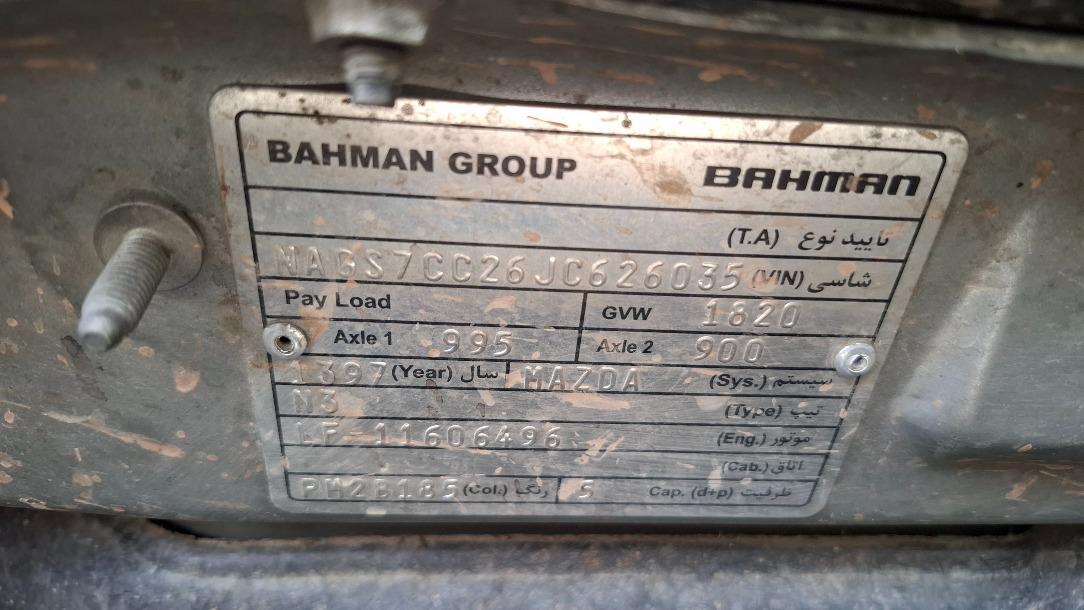 BAHMAN GROUP BAHMAN
تایید نوع (T.A)
NAGS7CC26JC626035 شاسی (VIN)
Pay Load GVW 1820
Axle 1 995 Axle 2 900
1397 سال (Year) MAZDA سیستم (Sys.)
N3 تیپ (Type)
LF-11606496 موتور (Eng.)
اتاق (Cab.)
PM2B185 رنگ (Col.) 5 ظرفیت Cap. (d+p)